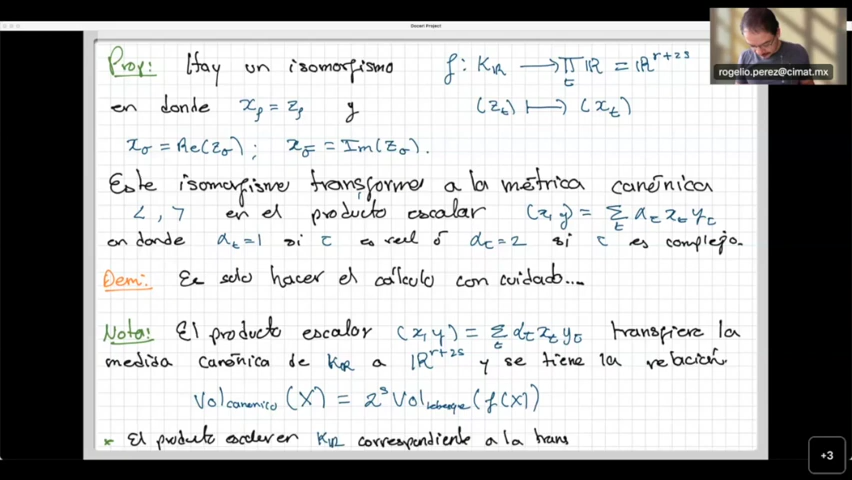 Doceri Project
rogelio.perez@cimat.mx
Prop: Hay un isomorfismo f: K_ℝ ⟶ ∏_τ ℝ = ℝ^{r+2s}
en donde x_ρ = z_ρ y (z_τ) ⟼ (x_τ)
x_σ = Re(z_σ); x_σ̄ = Im(z_σ).
Este isomorfismo transforma a la métrica canónica
< , > en el producto escalar (x,y) = Σ_τ α_τ x_τ y_τ
en donde α_τ=1 si τ es real ó α_τ=2 si τ es complejo.
Dem: Es solo hacer el cálculo con cuidado....
Nota: El producto escalar (x,y) = Σ_τ α_τ x_τ y_τ transfiere la
medida canónica de K_ℝ a ℝ^{r+2s} y se tiene la relación
Vol_canonico (X) = 2^s Vol_lebesgue (f(X))
* El producto escalar en K_ℝ correspondiente a la trans
+3